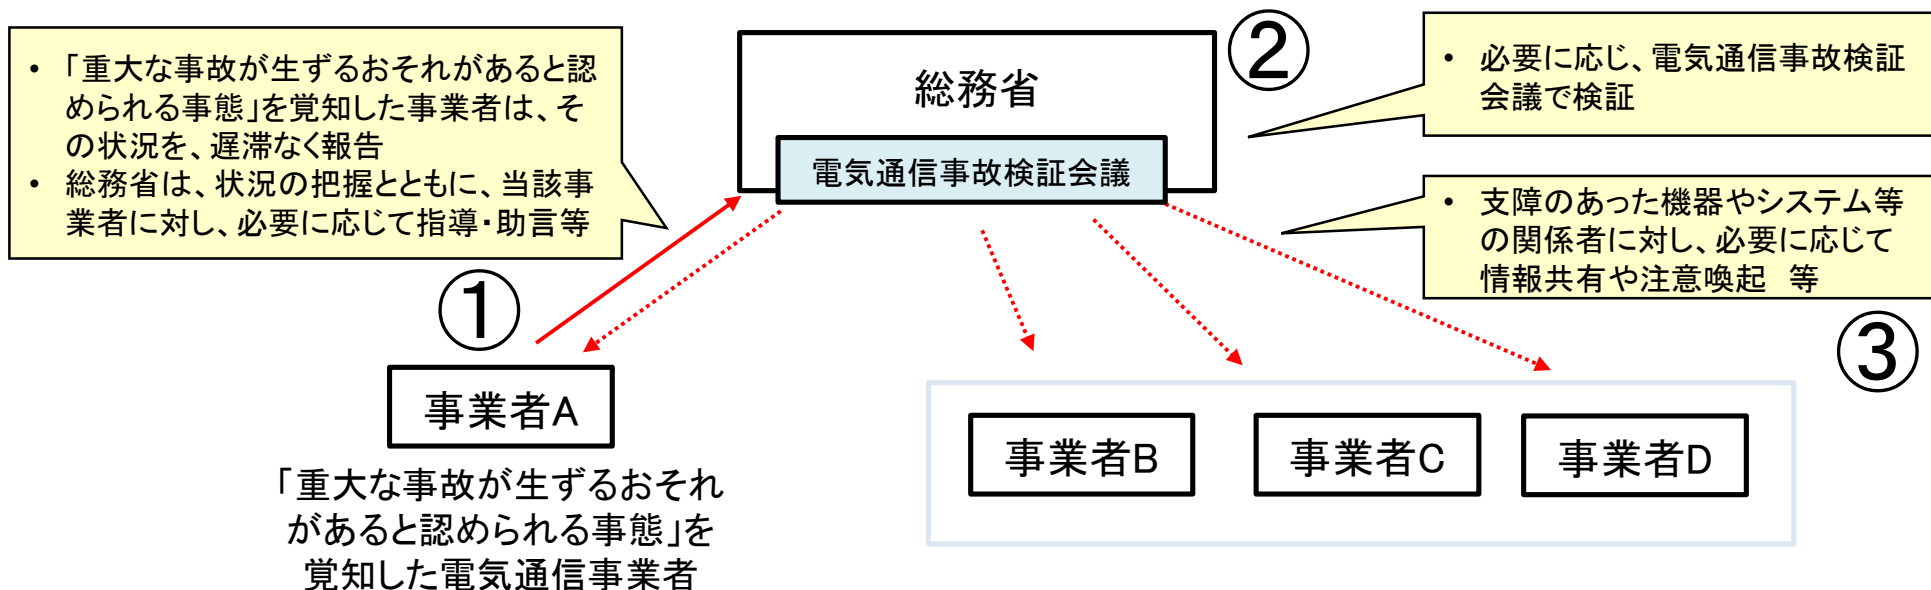 • 「重大な事故が生ずるおそれがあると認
められる事態」を覚知した事業者は、そ
の状況を、遅滞なく報告
• 総務省は、状況の把握とともに、当該事
業者に対し、必要に応じて指導・助言等
①
総務省
電気通信事故検証会議
②
• 必要に応じ、電気通信事故検証
会議で検証
• 支障のあった機器やシステム等
の関係者に対し、必要に応じて
情報共有や注意喚起　等
③
事業者A
「重大な事故が生ずるおそれ
があると認められる事態」を
覚知した電気通信事業者
事業者B
事業者C
事業者D